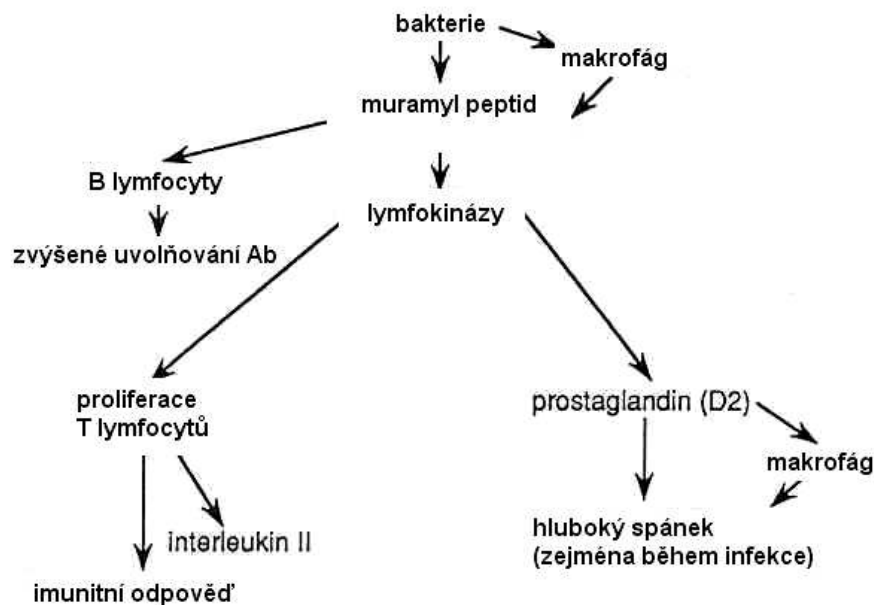 bakterie
makrofág
muramyl peptid
B lymfocyty
lymfokinázy
zvýšené uvolňování Ab
proliferace
T lymfocytů
prostaglandin (D2)
makrofág
interleukin II
hluboký spánek
(zejména během infekce)
imunitní odpověď